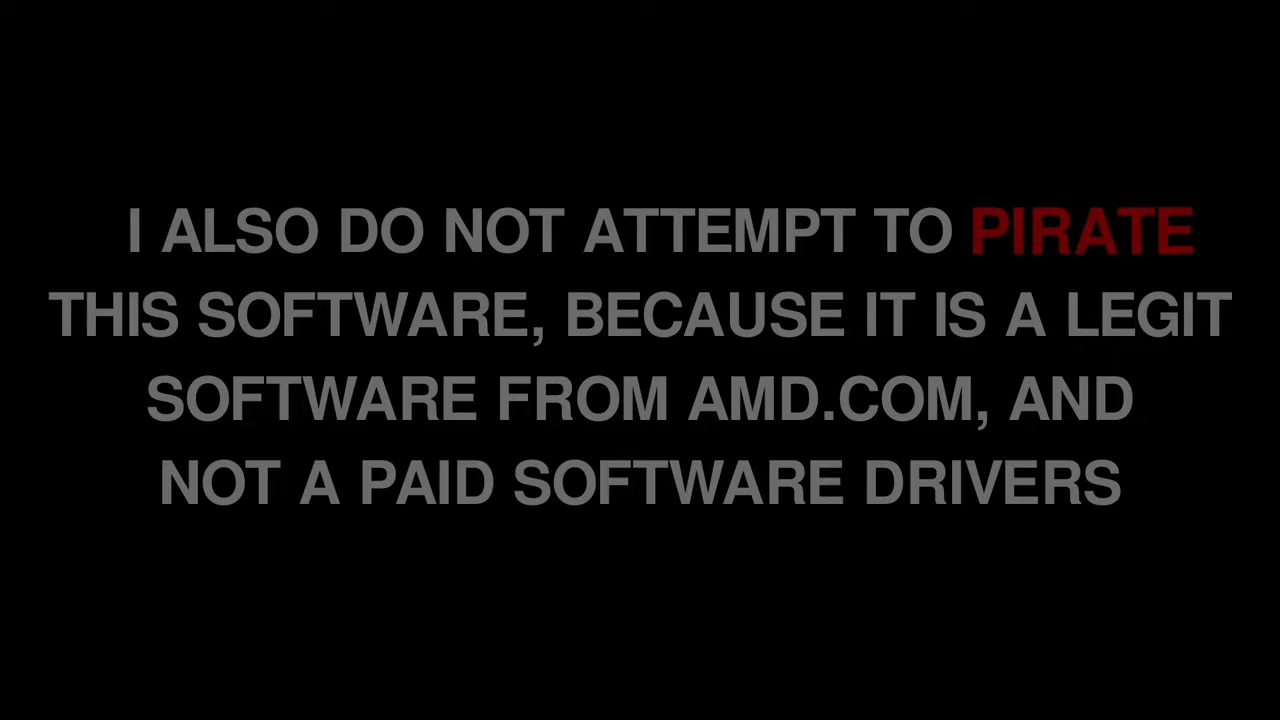 I ALSO DO NOT ATTEMPT TO PIRATE
THIS SOFTWARE, BECAUSE IT IS A LEGIT
SOFTWARE FROM AMD.COM, AND
NOT A PAID SOFTWARE DRIVERS